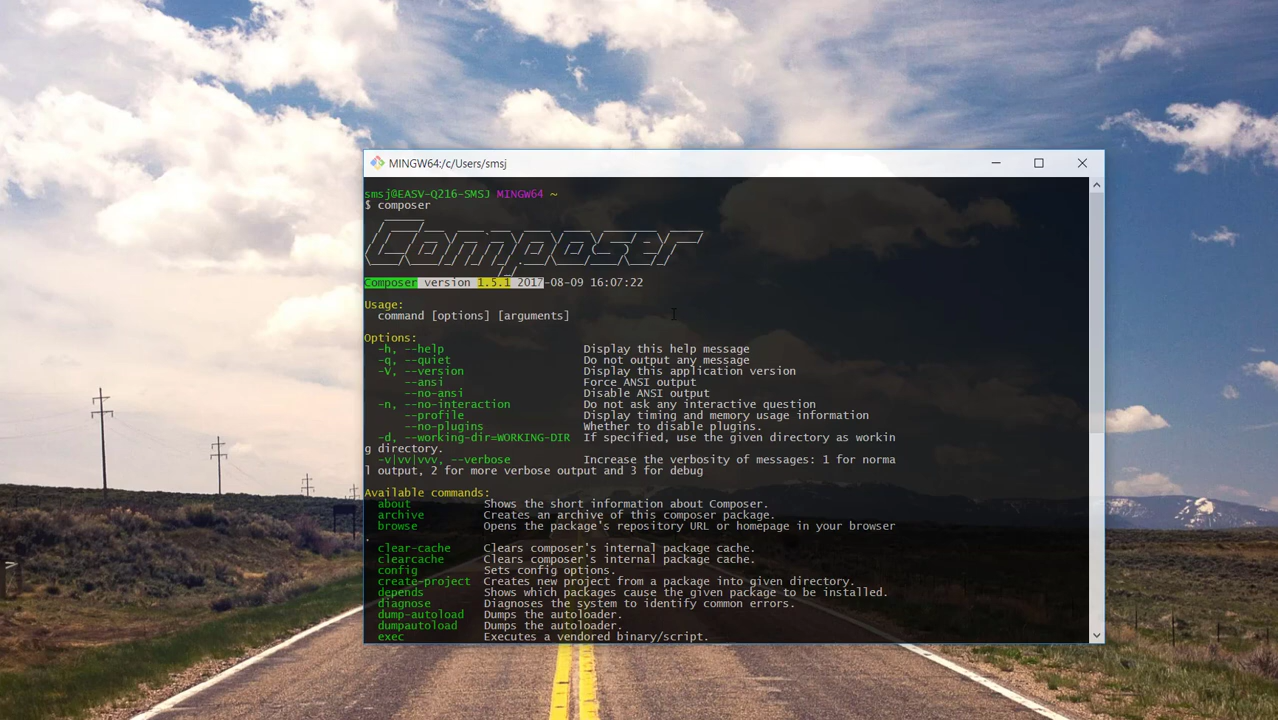 MINGW64:/c/Users/smsj
smsj@EASV-Q216-SMSJ MINGW64 ~
$ composer
Composer
Composer version 1.5.1 2017-08-09 16:07:22
Usage:
command [options] [arguments]
Options:
-h, --help Display this help message
-q, --quiet Do not output any message
-V, --version Display this application version
--ansi Force ANSI output
--no-ansi Disable ANSI output
-n, --no-interaction Do not ask any interactive question
--profile Display timing and memory usage information
--no-plugins Whether to disable plugins.
-d, --working-dir=WORKING-DIR If specified, use the given directory as workin
g directory.
-v|vv|vvv, --verbose Increase the verbosity of messages: 1 for norma
l output, 2 for more verbose output and 3 for debug
Available commands:
about Shows the short information about Composer.
archive Creates an archive of this composer package.
browse Opens the package's repository URL or homepage in your browser
.
clear-cache Clears composer's internal package cache.
clearcache Clears composer's internal package cache.
config Sets config options.
create-project Creates new project from a package into given directory.
depends Shows which packages cause the given package to be installed.
diagnose Diagnoses the system to identify common errors.
dump-autoload Dumps the autoloader.
dumpautoload Dumps the autoloader.
exec Executes a vendored binary/script.